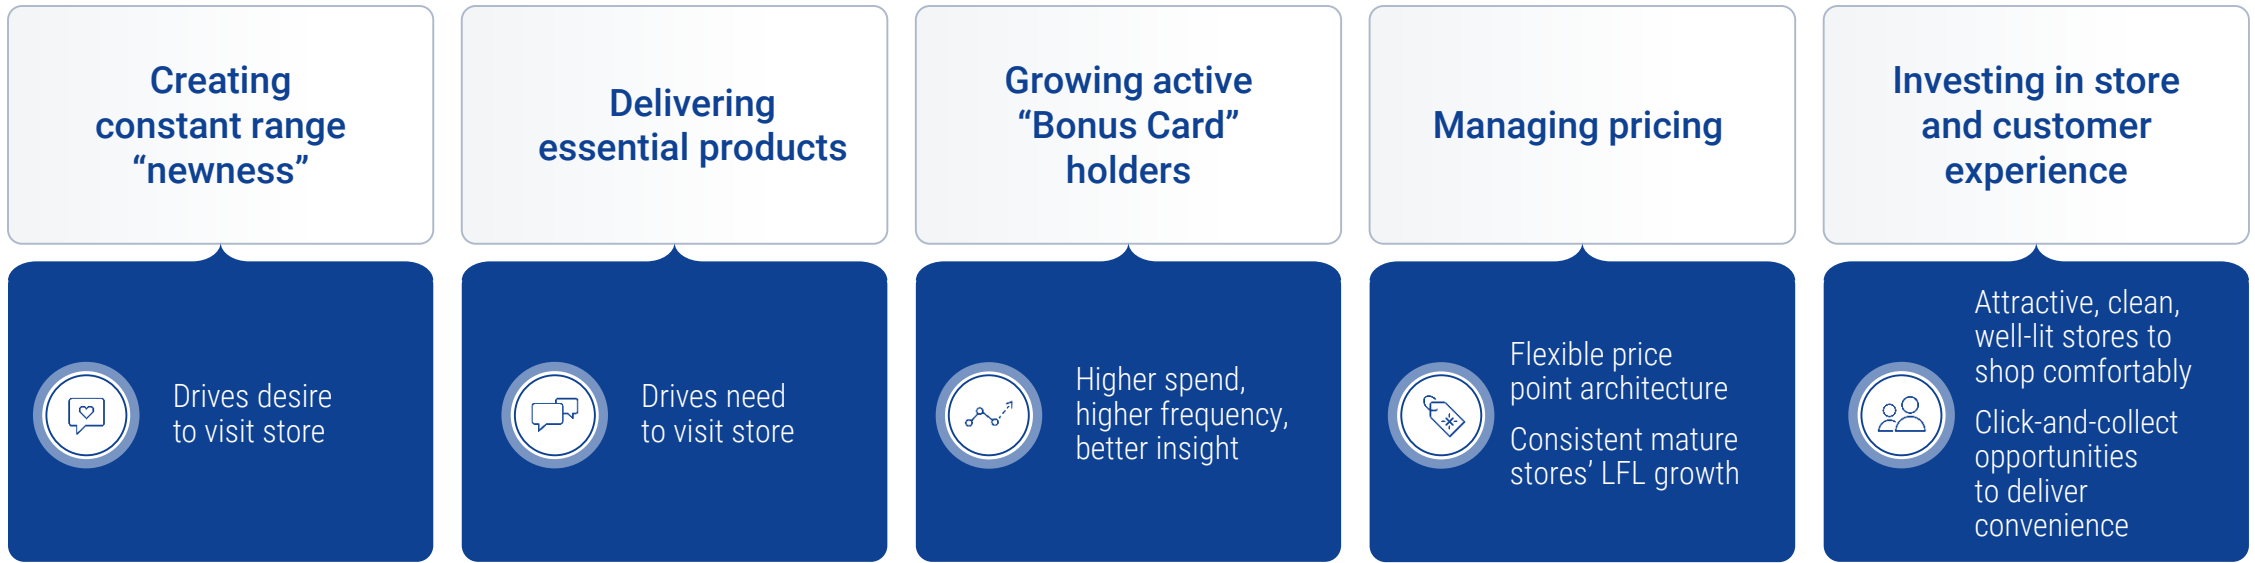 Creating
constant range
“newness”
Drives desire
to visit store
Delivering
essential products
Drives need
to visit store
Growing active
“Bonus Card”
holders
Higher spend,
higher frequency,
better insight
Managing pricing
Flexible price
point architecture
Consistent mature
stores’ LFL growth
Investing in store
and customer
experience
Attractive, clean,
well-lit stores to
shop comfortably
Click-and-collect
opportunities
to deliver
convenience